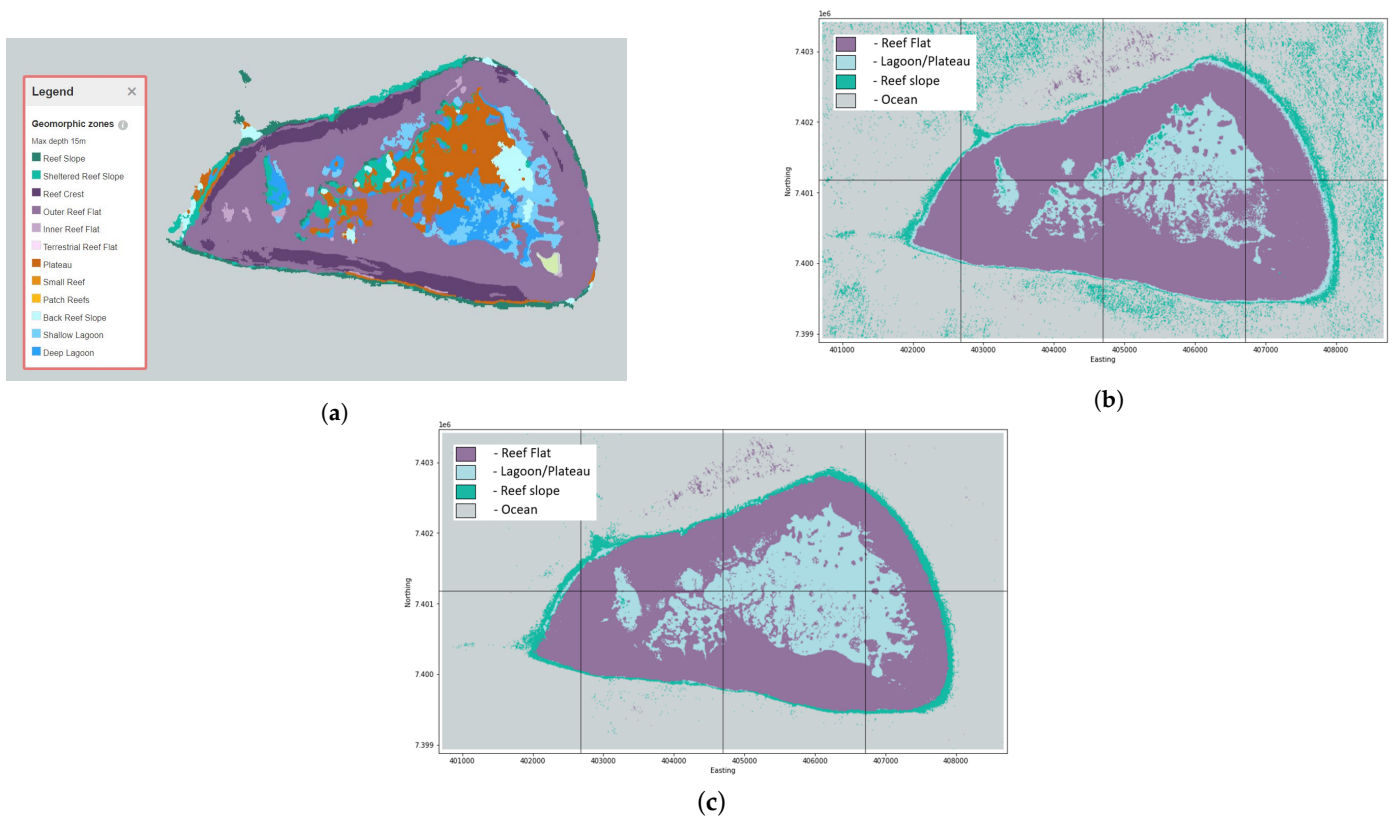 Legend ×
Geomorphic zones i
Max depth 15m
Reef Slope
Sheltered Reef Slope
Reef Crest
Outer Reef Flat
Inner Reef Flat
Terrestrial Reef Flat
Plateau
Small Reef
Patch Reefs
Back Reef Slope
Shallow Lagoon
Deep Lagoon
(a)
1e6
- Reef Flat
- Lagoon/Plateau
- Reef slope
- Ocean
7.403
7.402
7.401
7.400
7.399
Northing
401000 402000 403000 404000 405000 406000 407000 408000
Easting
(b)
1e6
- Reef Flat
- Lagoon/Plateau
- Reef slope
- Ocean
7.403
7.402
7.401
7.400
7.399
Northing
401000 402000 403000 404000 405000 406000 407000 408000
Easting
(c)